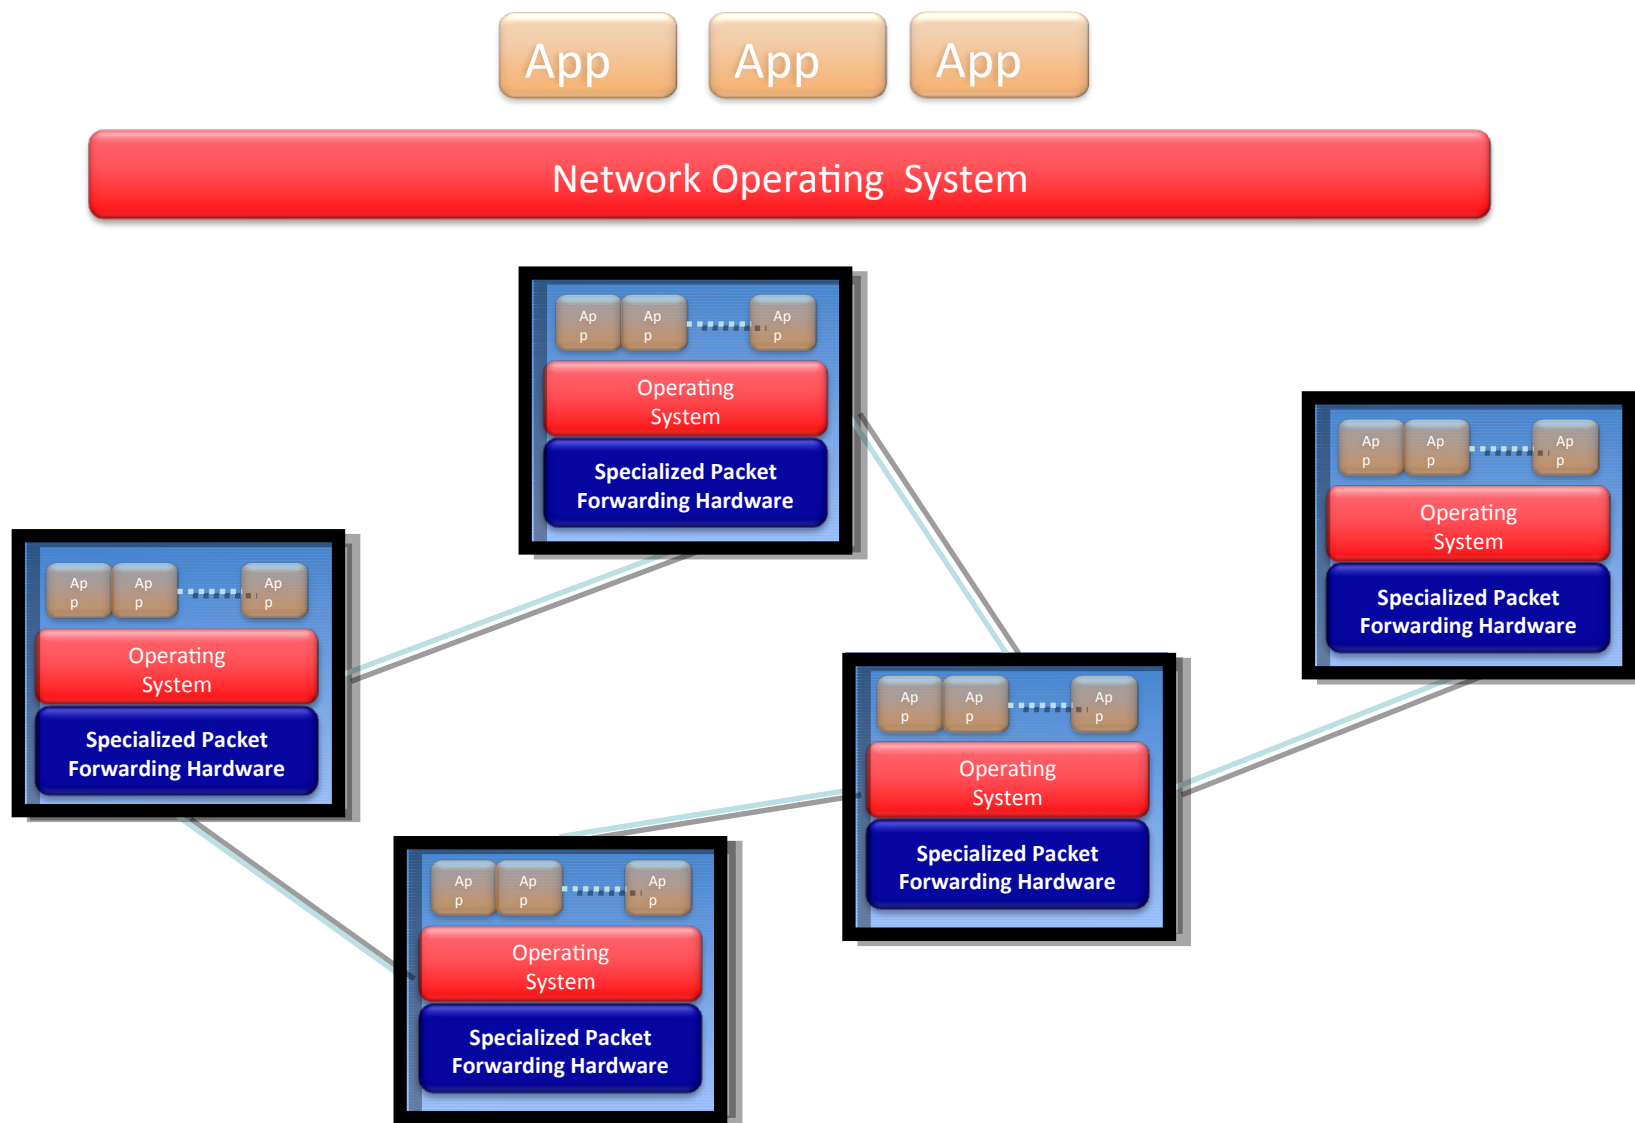 App App App
Network Operating System
Ap Ap Ap
p p p
Operating
System
Specialized Packet
Forwarding Hardware
Ap Ap Ap
p p p
Operating
System
Specialized Packet
Forwarding Hardware
Ap Ap Ap
p p p
Operating
System
Specialized Packet
Forwarding Hardware
Ap Ap Ap
p p p
Operating
System
Specialized Packet
Forwarding Hardware
Ap Ap Ap
p p p
Operating
System
Specialized Packet
Forwarding Hardware